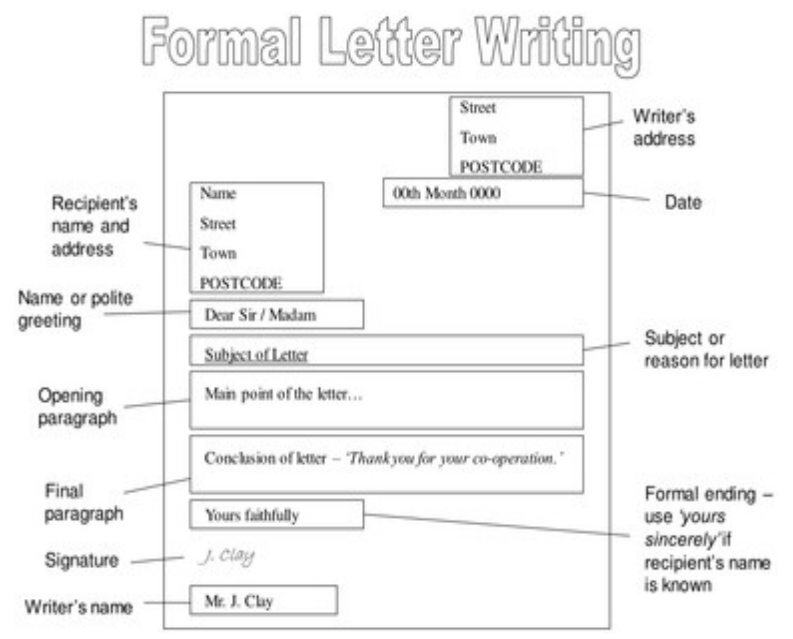 Formal Letter Writing
Street
Town
POSTCODE
Writer's
address
00th Month 0000
Date
Recipient's
name and
address
Name
Street
Town
POSTCODE
Name or polite
greeting
Dear Sir / Madam
Subject of Letter
Subject or
reason for letter
Opening
paragraph
Main point of the letter…
Final
paragraph
Conclusion of letter – 'Thank you for your co-operation.'
Yours faithfully
Formal ending –
use 'yours
sincerely' if
recipient's name
is known
Signature
J. Clay
Writer's name
Mr. J. Clay